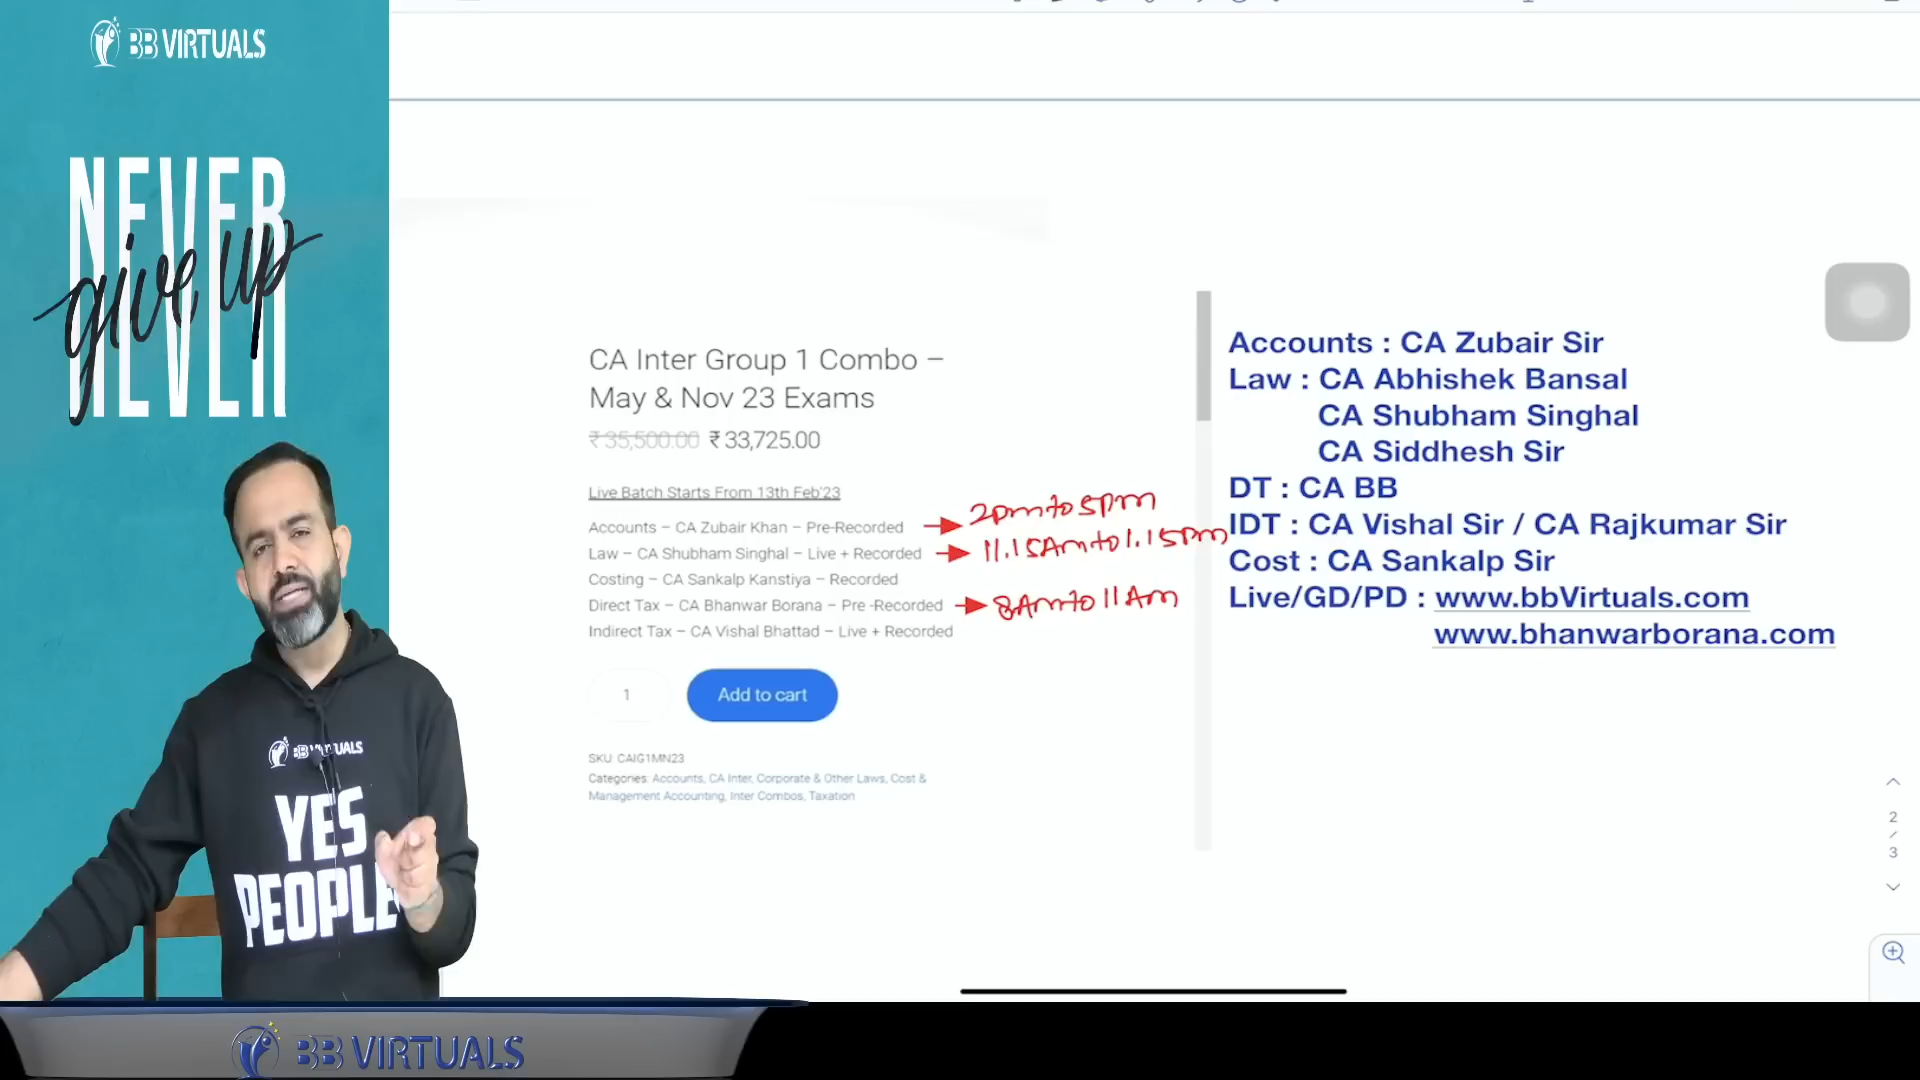 BB VIRTUALS
NEVER
give up
NEVER
BB VIRTUALS
YES
PEOPLE
BB VIRTUALS
CA Inter Group 1 Combo –
May & Nov 23 Exams
₹35,500.00 ₹33,725.00
Live Batch Starts From 13th Feb'23
Accounts – CA Zubair Khan – Pre-Recorded → 2pm to 5pm
Law – CA Shubham Singhal – Live + Recorded → 11.15Am to 1.15pm
Costing – CA Sankalp Kanstiya – Recorded
Direct Tax – CA Bhanwar Borana – Pre -Recorded → 8Am to 11Am
Indirect Tax – CA Vishal Bhattad – Live + Recorded
1 Add to cart
SKU: CAIG1MN23
Categories: Accounts, CA Inter, Corporate & Other Laws, Cost &
Management Accounting, Inter Combos, Taxation
Accounts : CA Zubair Sir
Law : CA Abhishek Bansal
CA Shubham Singhal
CA Siddhesh Sir
DT : CA BB
IDT : CA Vishal Sir / CA Rajkumar Sir
Cost : CA Sankalp Sir
Live/GD/PD : www.bbVirtuals.com
www.bhanwarborana.com
2
/
3